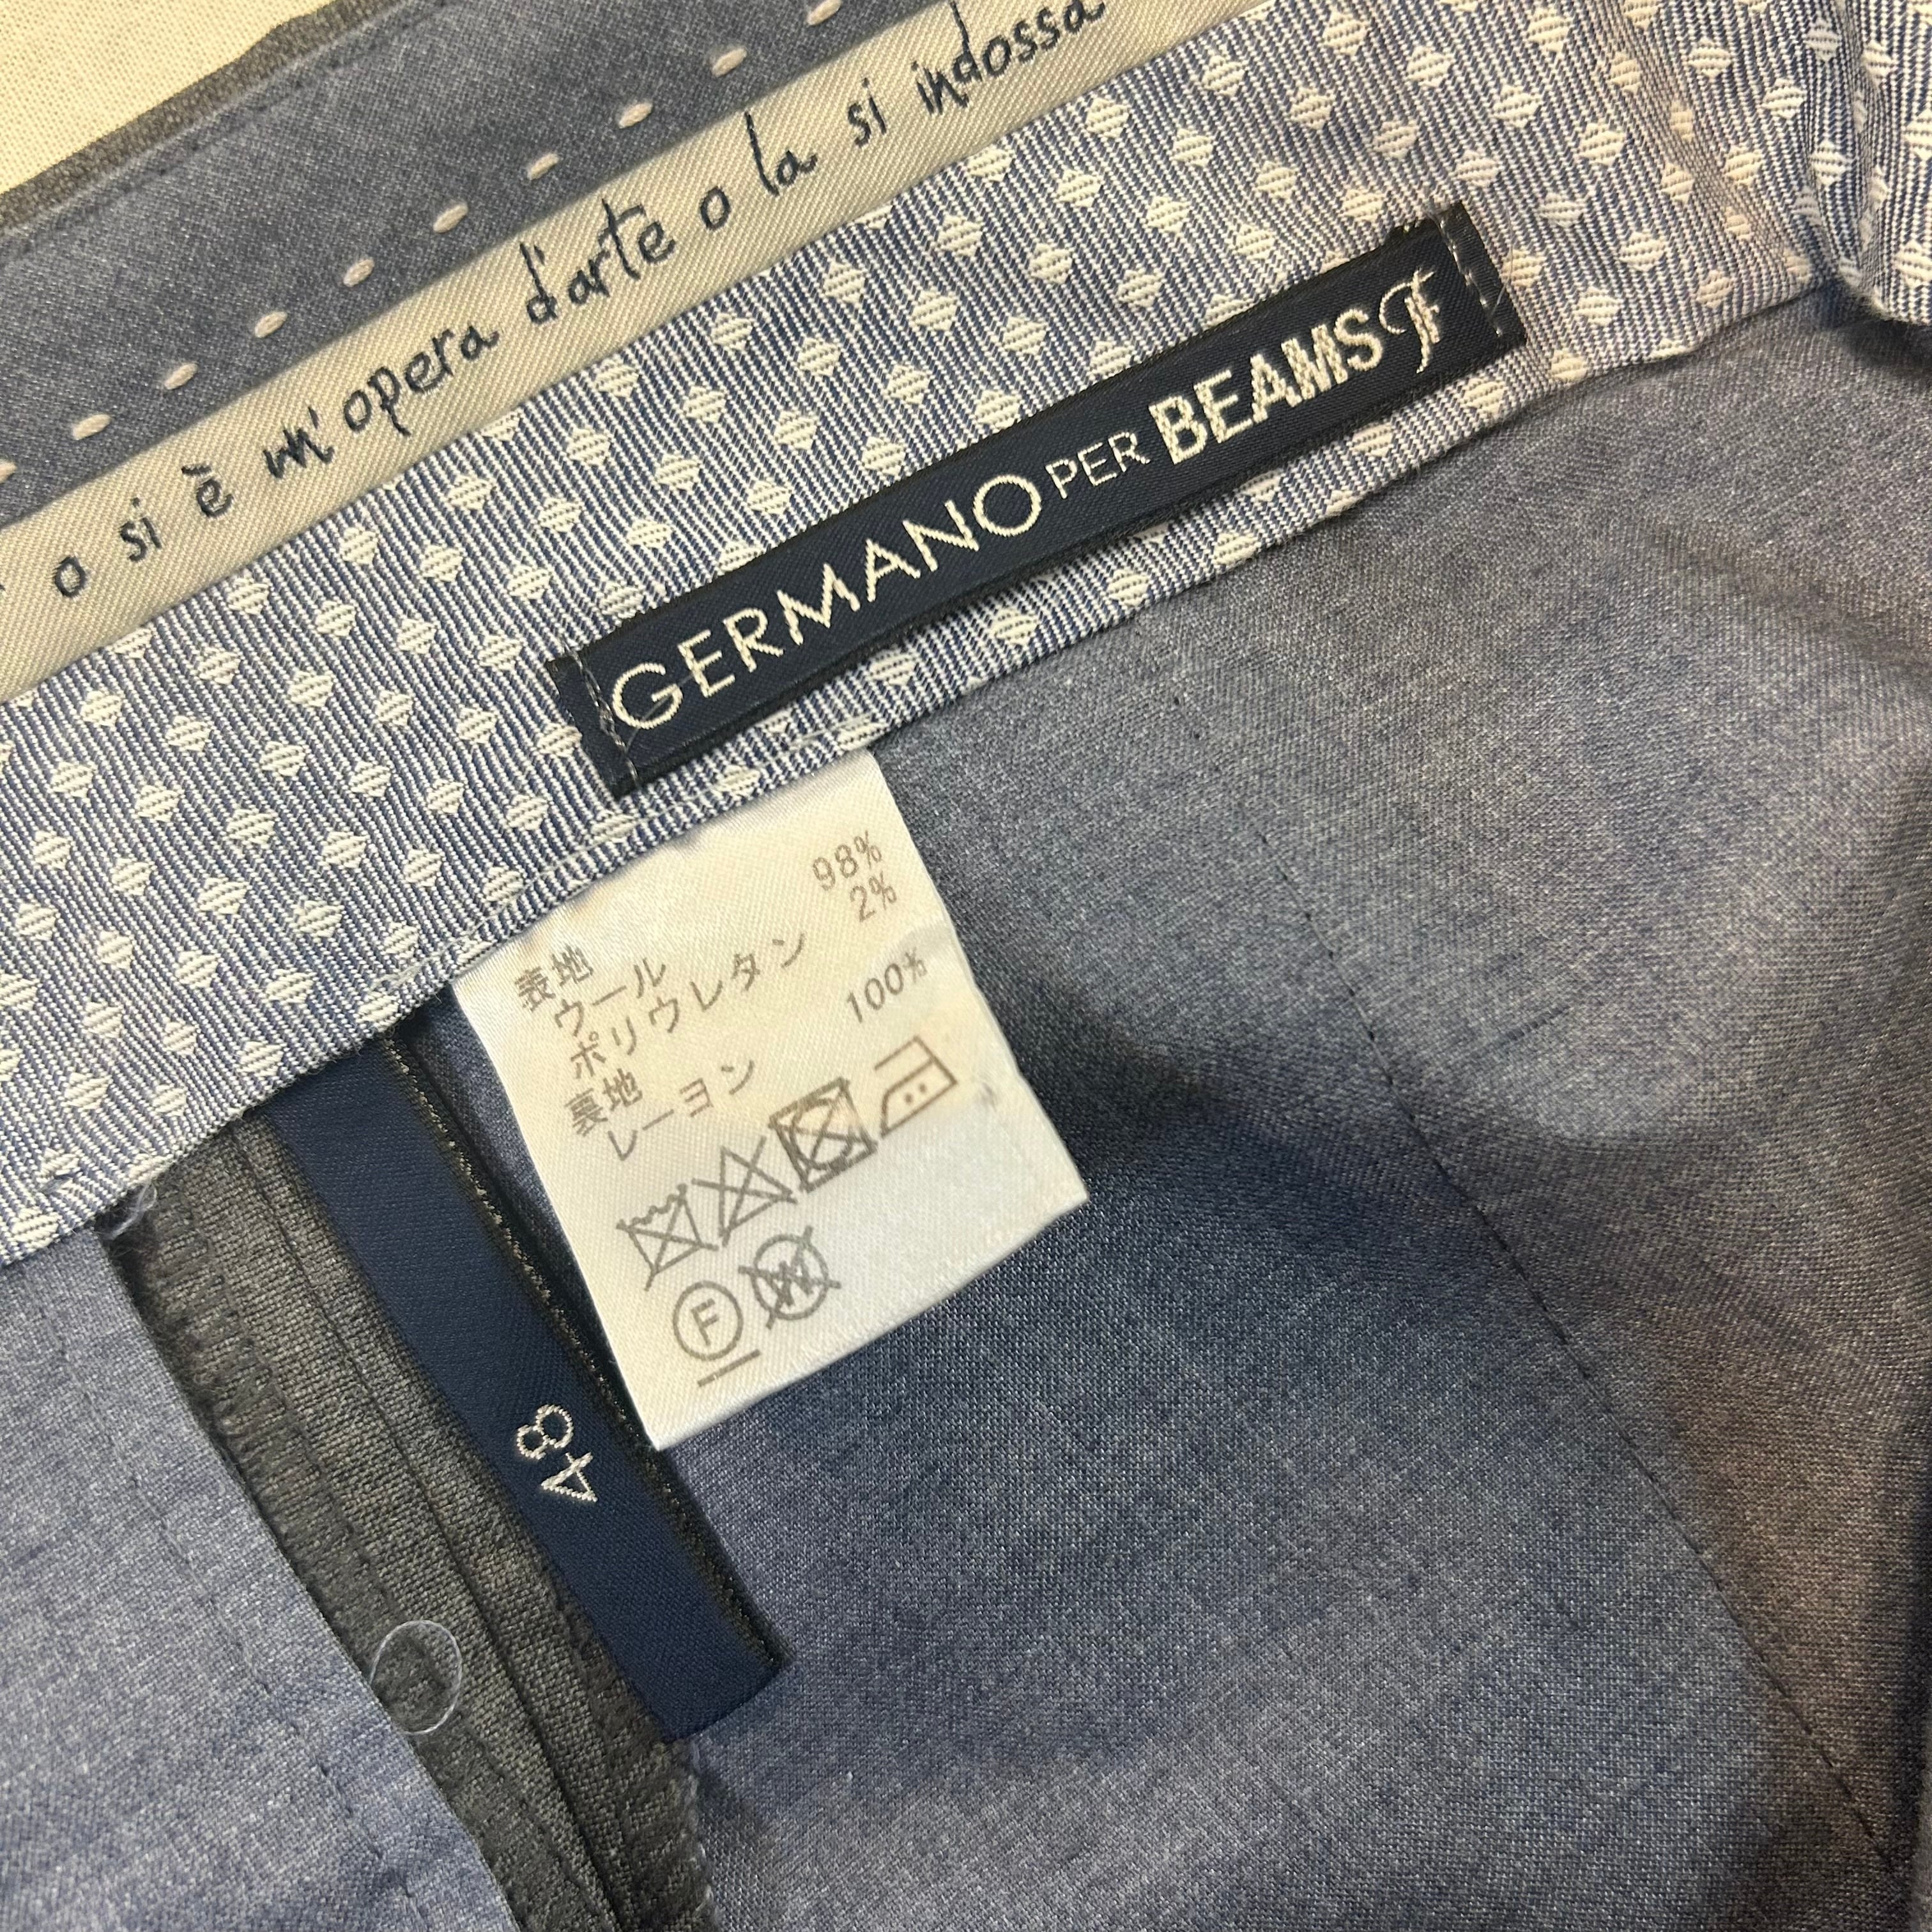 o si è un'opera d'arte o la si indossa
GERMANO PER BEAMS F
表地
ウール 98%
ポリウレタン 2%
裏地
レーヨン 100%
F
W
48